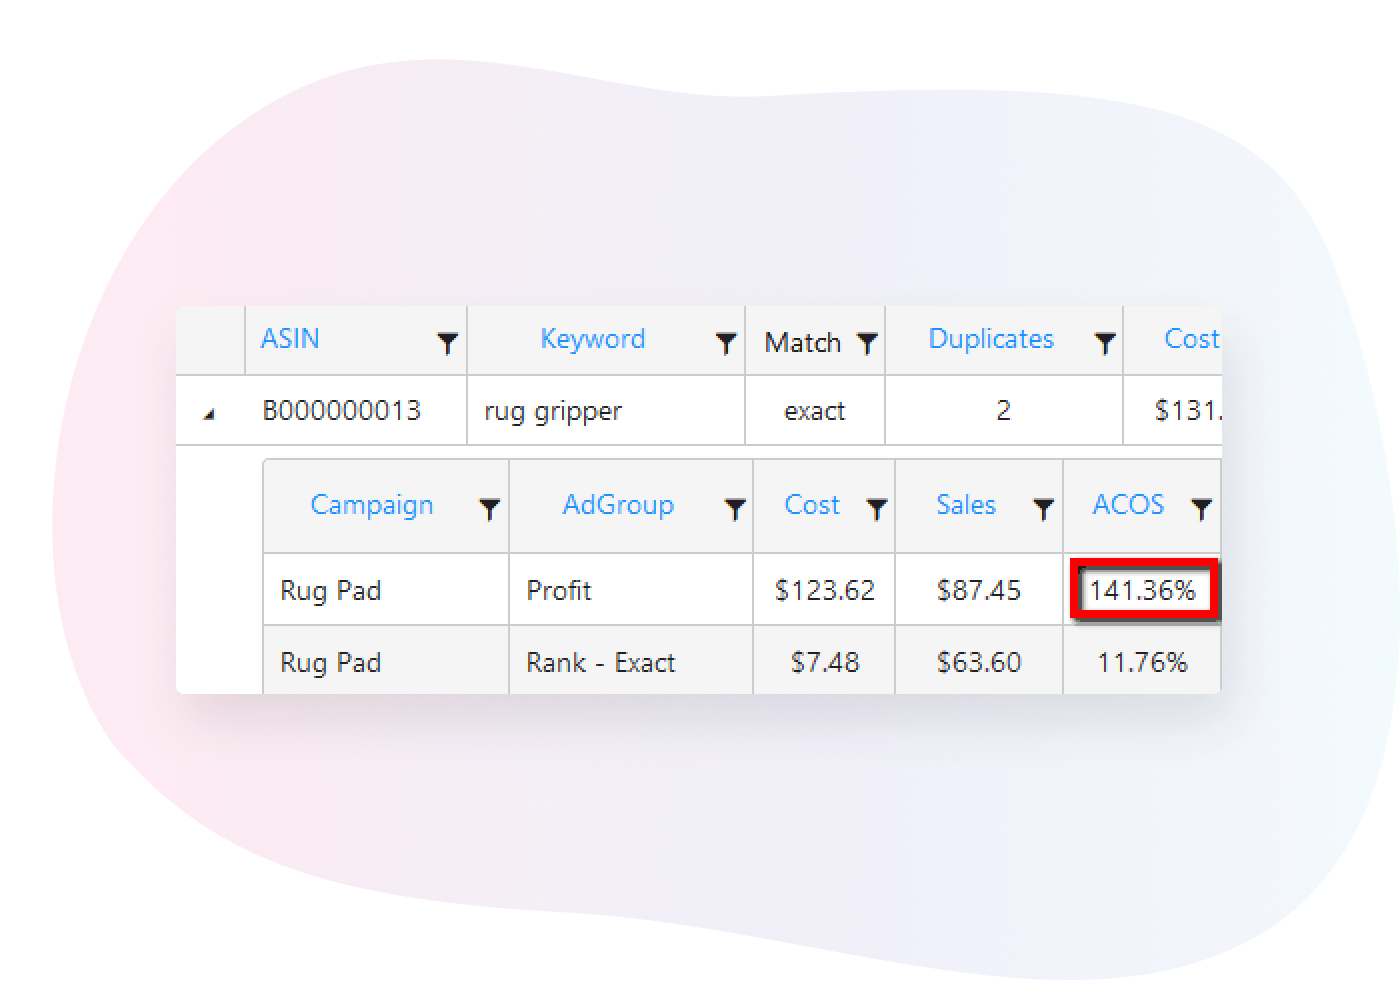 ASIN Keyword Match Duplicates Cost
B000000013 rug gripper exact 2 $131.
Campaign AdGroup Cost Sales ACOS
Rug Pad Profit $123.62 $87.45 141.36%
Rug Pad Rank - Exact $7.48 $63.60 11.76%